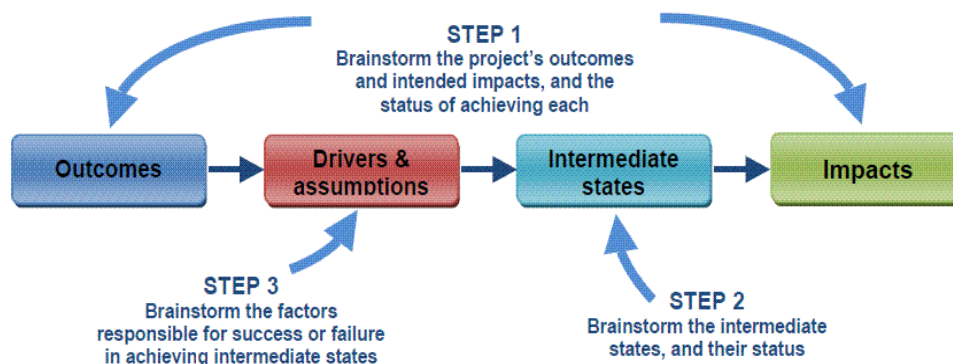 STEP 1
Brainstorm the project's outcomes
and intended impacts, and the
status of achieving each
Outcomes
Drivers &
assumptions
Intermediate
states
Impacts
STEP 3
Brainstorm the factors
responsible for success or failure
in achieving intermediate states
STEP 2
Brainstorm the intermediate
states, and their status